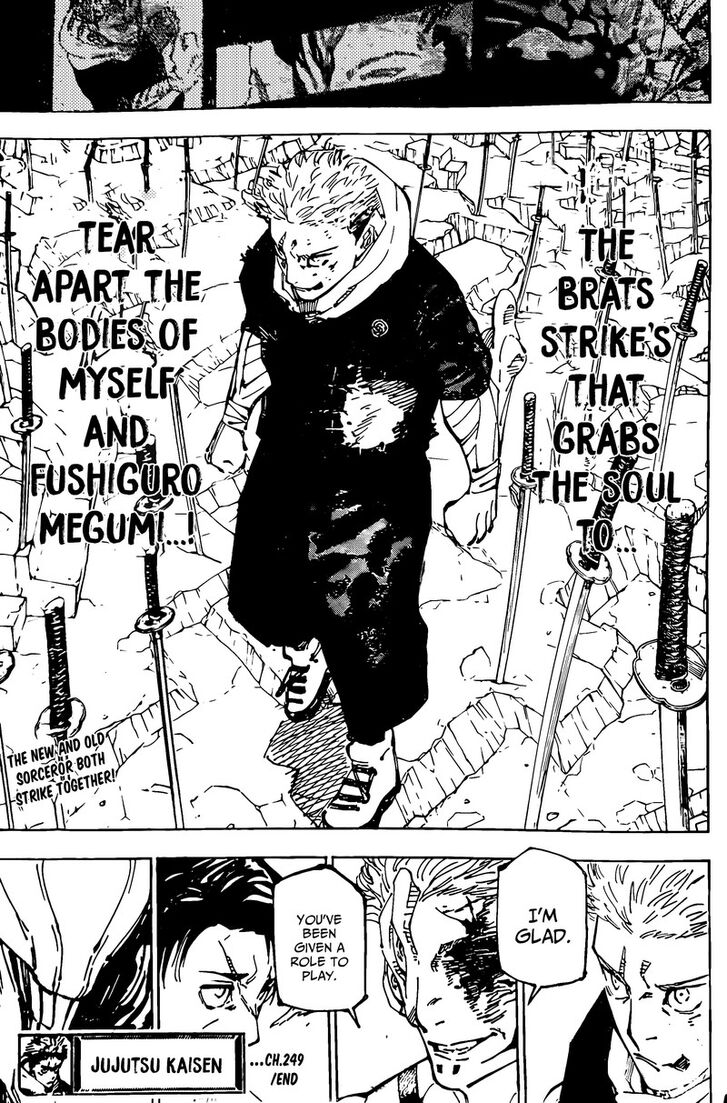 THE
BRATS
STRIKE'S
THAT
GRABS
THE SOUL
TO...
TEAR
APART THE
BODIES OF
MYSELF
AND
FUSHIGURO
MEGUMI...!
THE NEW AND OLD
SORCEROR BOTH
STRIKE TOGETHER!
I'M
GLAD.
YOU'VE
BEEN
GIVEN A
ROLE TO
PLAY.
JUJUTSU KAISEN
...CH.249
/END